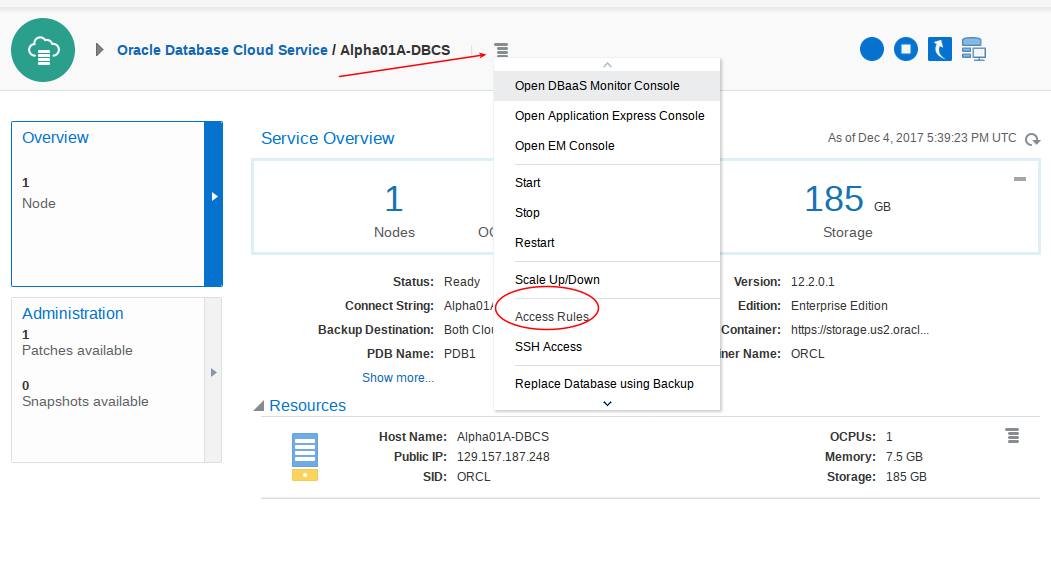 Oracle Database Cloud Service / Alpha01A-DBCS
Open DBaaS Monitor Console
Open Application Express Console
Open EM Console
Start
Stop
Restart
Scale Up/Down
Access Rules
SSH Access
Replace Database using Backup
Overview
1
Node
Administration
1
Patches available
0
Snapshots available
Service Overview
As of Dec 4, 2017 5:39:23 PM UTC
1
Nodes
OC
185 GB
Storage
Status: Ready
Connect String: Alpha01A
Backup Destination: Both Clou
PDB Name: PDB1
Show more...
Version: 12.2.0.1
Edition: Enterprise Edition
Container: https://storage.us2.oracl...
iner Name: ORCL
Resources
Host Name: Alpha01A-DBCS
Public IP: 129.157.187.248
SID: ORCL
OCPUs: 1
Memory: 7.5 GB
Storage: 185 GB